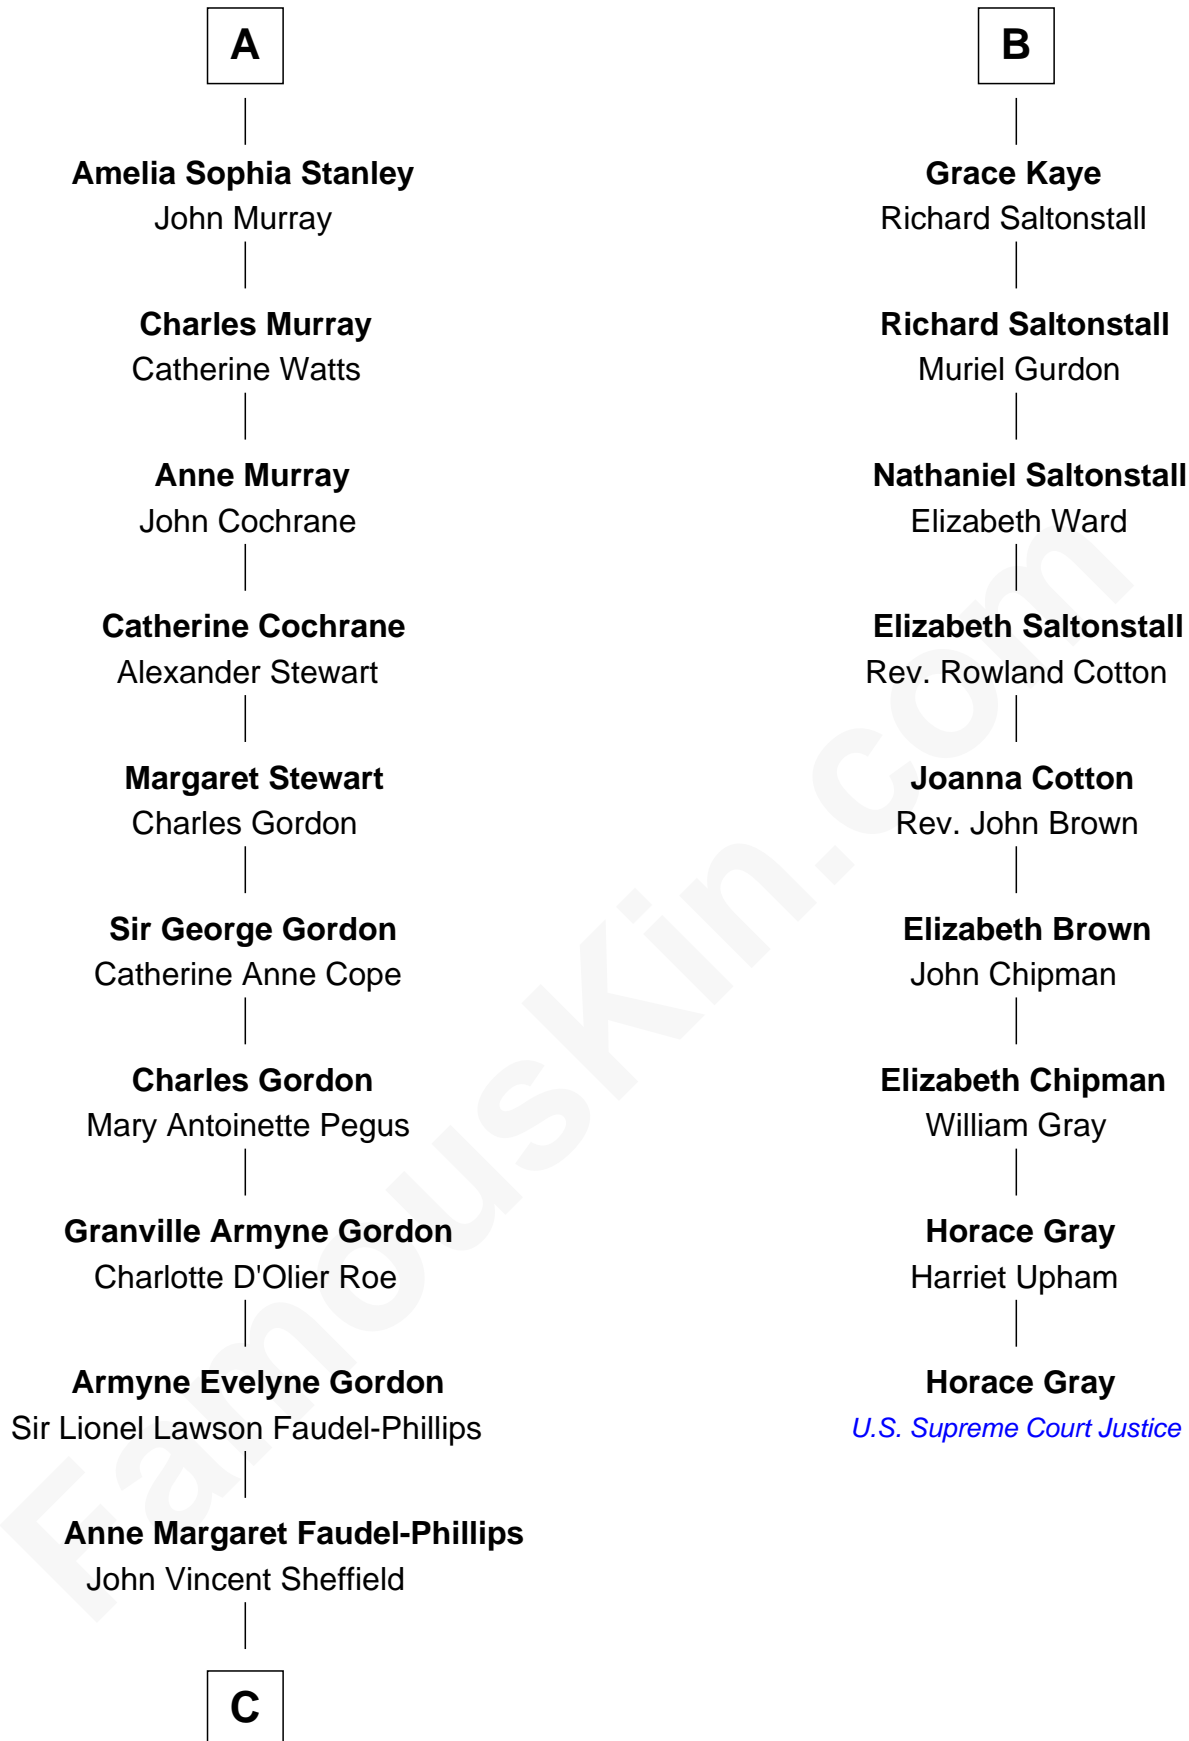 A
Amelia Sophia Stanley
John Murray
Charles Murray
Catherine Watts
Anne Murray
John Cochrane
Catherine Cochrane
Alexander Stewart
Margaret Stewart
Charles Gordon
Sir George Gordon
Catherine Anne Cope
Charles Gordon
Mary Antoinette Pegus
Granville Armyne Gordon
Charlotte D'Olier Roe
Armyne Evelyne Gordon
Sir Lionel Lawson Faudel-Phillips
Anne Margaret Faudel-Phillips
John Vincent Sheffield
C
B
Grace Kaye
Richard Saltonstall
Richard Saltonstall
Muriel Gurdon
Nathaniel Saltonstall
Elizabeth Ward
Elizabeth Saltonstall
Rev. Rowland Cotton
Joanna Cotton
Rev. John Brown
Elizabeth Brown
John Chipman
Elizabeth Chipman
William Gray
Horace Gray
Harriet Upham
Horace Gray
U.S. Supreme Court Justice
FamousKin.com